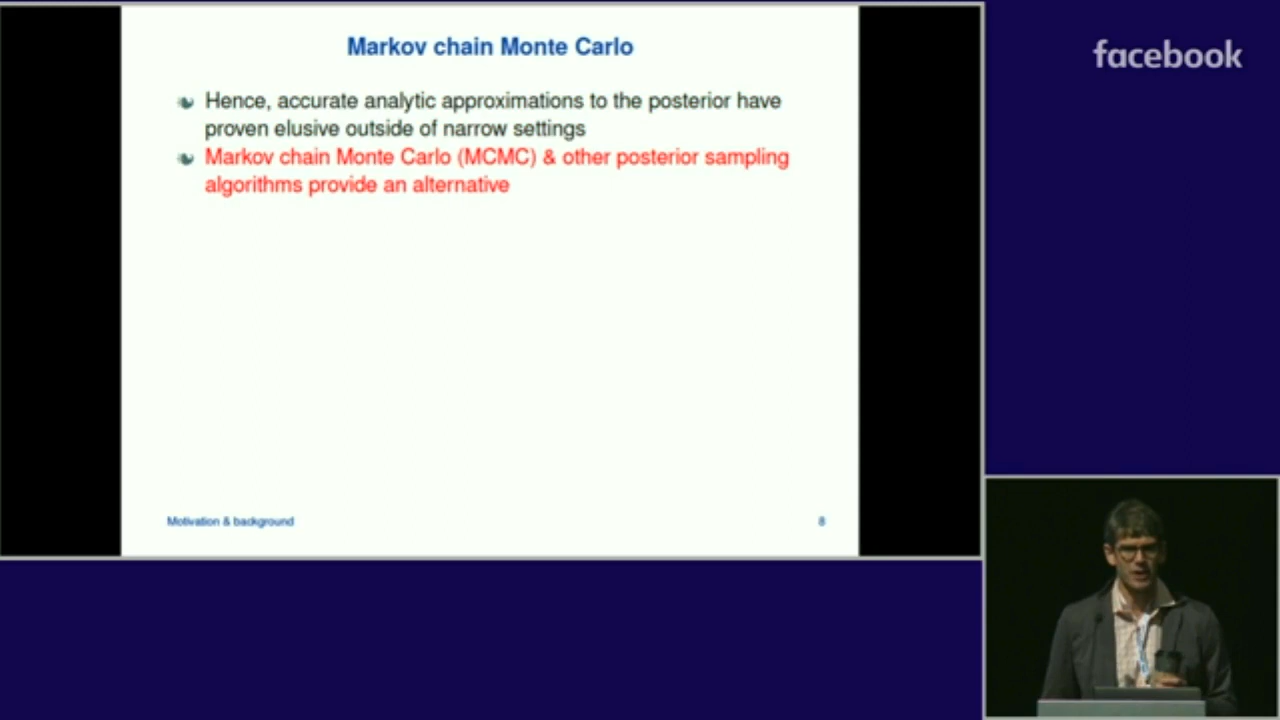 Markov chain Monte Carlo
Hence, accurate analytic approximations to the posterior have
proven elusive outside of narrow settings
Markov chain Monte Carlo (MCMC) & other posterior sampling
algorithms provide an alternative
Motivation & background
8
facebook